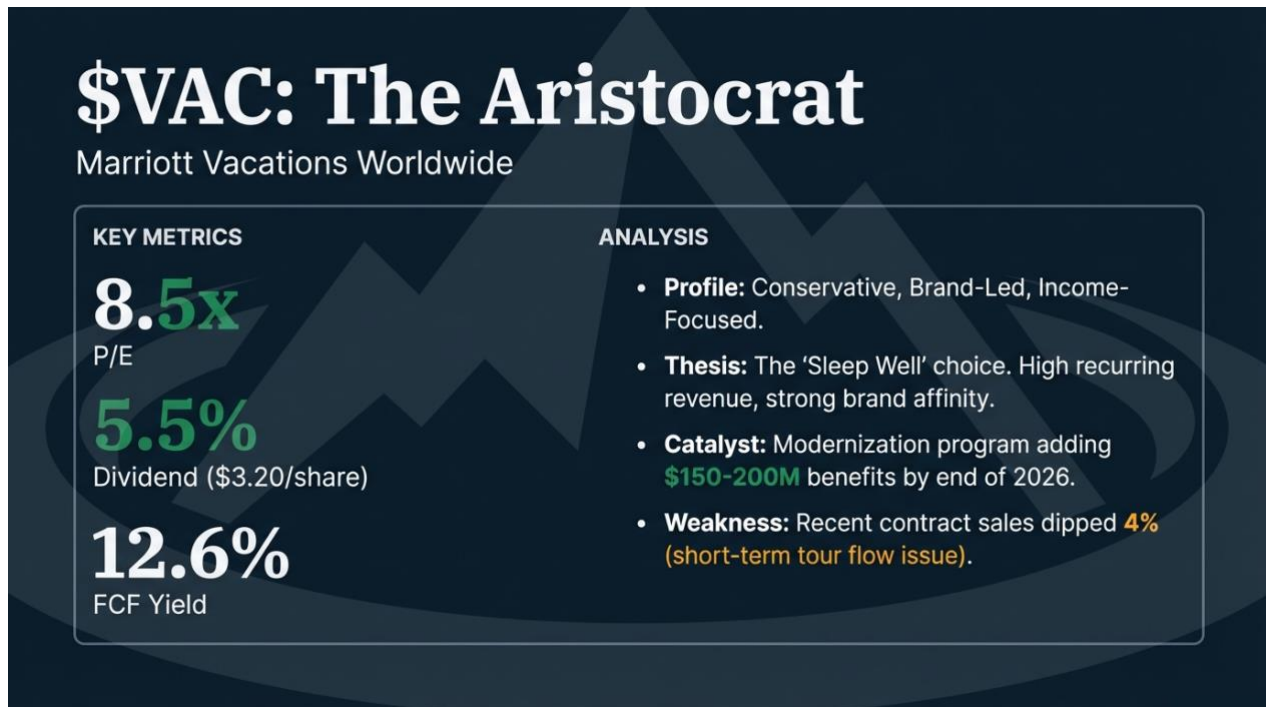 $VAC: The Aristocrat
Marriott Vacations Worldwide
KEY METRICS
8.5x
P/E
5.5%
Dividend ($3.20/share)
12.6%
FCF Yield
ANALYSIS
• Profile: Conservative, Brand-Led, Income-
Focused.
• Thesis: The ‘Sleep Well’ choice. High recurring
revenue, strong brand affinity.
• Catalyst: Modernization program adding
$150-200M benefits by end of 2026.
• Weakness: Recent contract sales dipped 4%
(short-term tour flow issue).